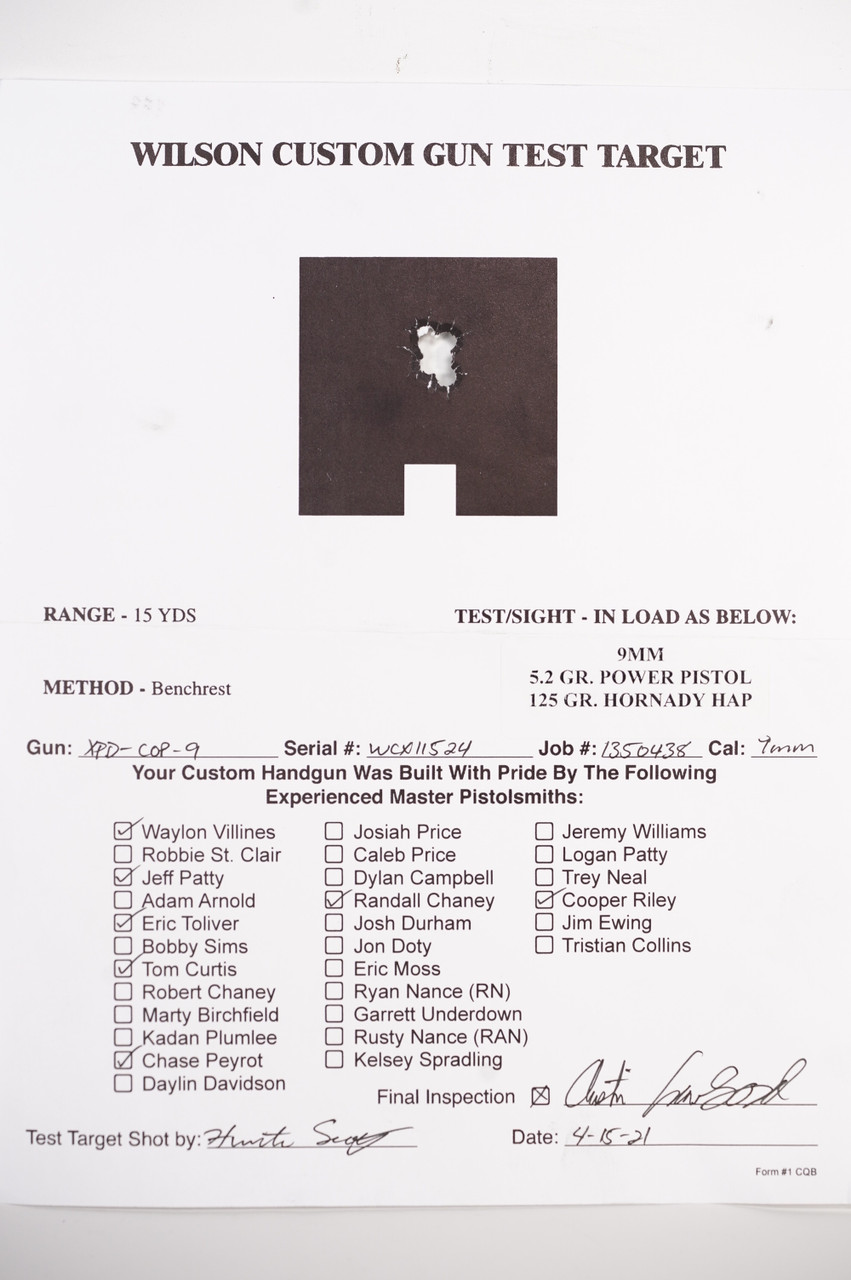 WILSON CUSTOM GUN TEST TARGET
RANGE - 15 YDS
TEST/SIGHT - IN LOAD AS BELOW:
9MM
5.2 GR. POWER PISTOL
125 GR. HORNADY HAP
METHOD - Benchrest
Gun: XPD-COP-9 Serial #: WCX11524 Job #: 1350438 Cal: 9mm
Your Custom Handgun Was Built With Pride By The Following
Experienced Master Pistolsmiths:
Waylon Villines
Robbie St. Clair
Jeff Patty
Adam Arnold
Eric Toliver
Bobby Sims
Tom Curtis
Robert Chaney
Marty Birchfield
Kadan Plumlee
Chase Peyrot
Daylin Davidson
Josiah Price
Caleb Price
Dylan Campbell
Randall Chaney
Josh Durham
Jon Doty
Eric Moss
Ryan Nance (RN)
Garrett Underdown
Rusty Nance (RAN)
Kelsey Spradling
Jeremy Williams
Logan Patty
Trey Neal
Cooper Riley
Jim Ewing
Tristian Collins
Final Inspection Austin
Test Target Shot by: Date: 4-15-21
Form #1 CQB